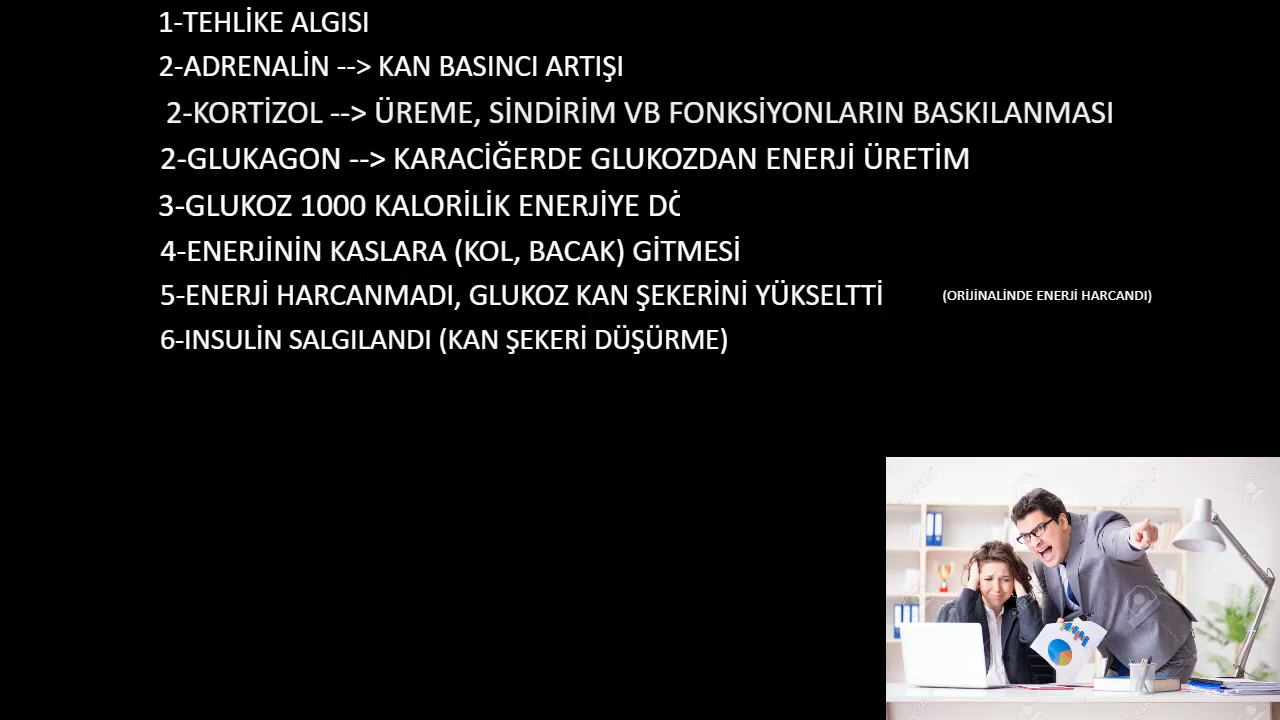 1-TEHLİKE ALGISI
2-ADRENALİN --> KAN BASINCI ARTIŞI
2-KORTİZOL --> ÜREME, SİNDİRİM VB FONKSİYONLARIN BASKILANMASI
2-GLUKAGON --> KARACİĞERDE GLUKOZDAN ENERJİ ÜRETİM
3-GLUKOZ 1000 KALORİLİK ENERJİYE
4-ENERJİNİN KASLARA (KOL, BACAK) GİTMESİ
5-ENERJİ HARCANMADI, GLUKOZ KAN ŞEKERİNİ YÜKSELTTİ (ORİJİNALİNDE ENERJİ HARCANDI)
6-INSULİN SALGILANDI (KAN ŞEKERİ DÜŞÜRME)